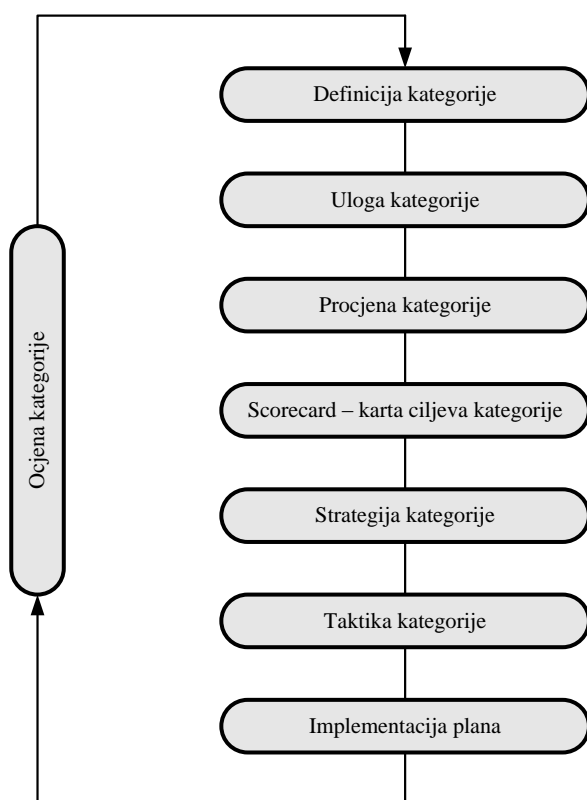 Definicija kategorije
Uloga kategorije
Procjena kategorije
Scorecard – karta ciljeva kategorije
Strategija kategorije
Taktika kategorije
Implementacija plana
Ocjena kategorije